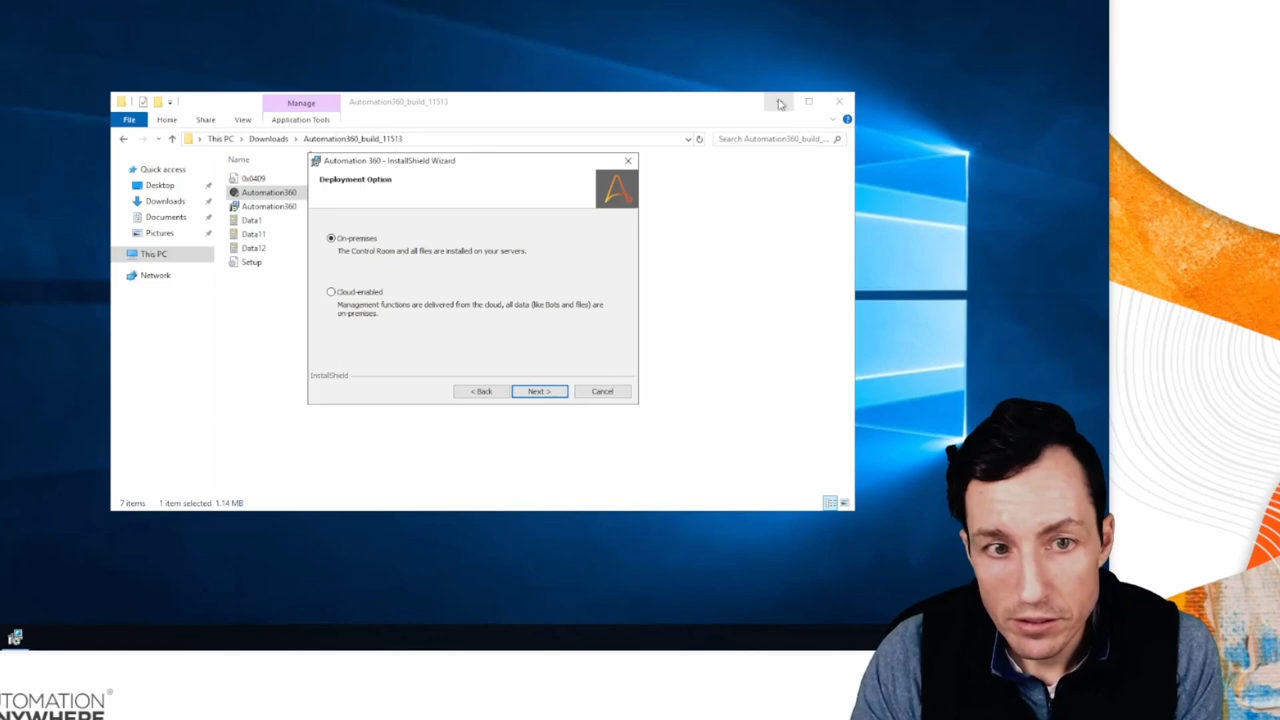 Manage
Automation360_build_11513
File
Home
Share
View
Application Tools
This PC
Downloads
Automation360_build_11513
Search Automation360_build_...
Quick access
Desktop
Downloads
Documents
Pictures
This PC
Network
Name
0x0409
Automation360
Automation360
Data1
Data11
Data12
Setup
Automation 360 - InstallShield Wizard
Deployment Option
On-premises
The Control Room and all files are installed on your servers.
Cloud-enabled
Management functions are delivered from the cloud, all data (like Bots and files) are
on-premises.
InstallShield
< Back
Next >
Cancel
7 items
1 item selected 1.14 MB
UTOMATION
NYWHERE
®